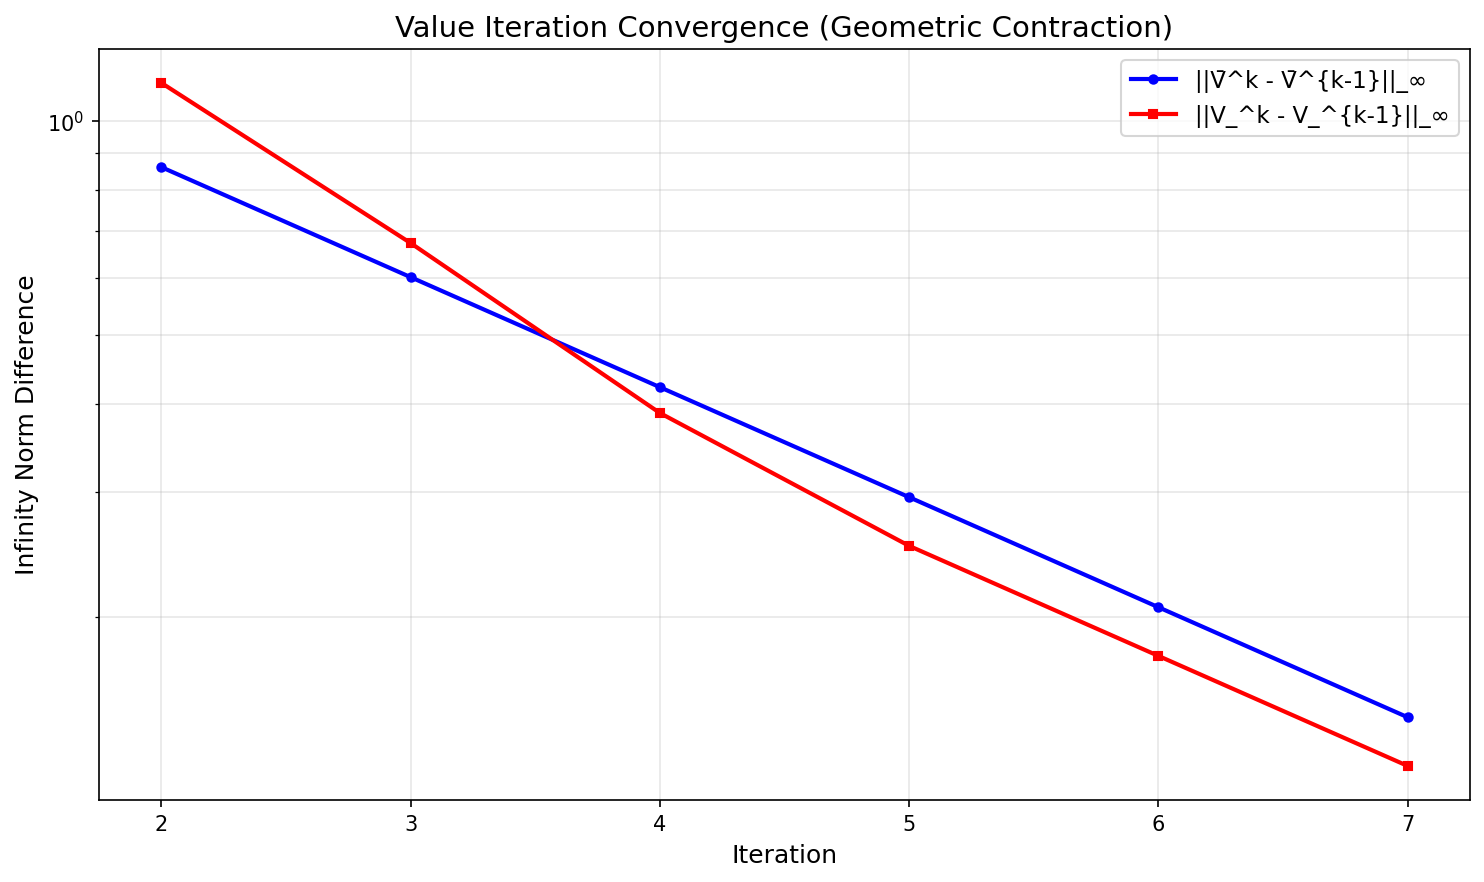 Value Iteration Convergence (Geometric Contraction)
||V̄^k - V̄^{k-1}||_∞
||V_^k - V_^{k-1}||_∞
10⁰
Infinity Norm Difference
2 3 4 5 6 7
Iteration